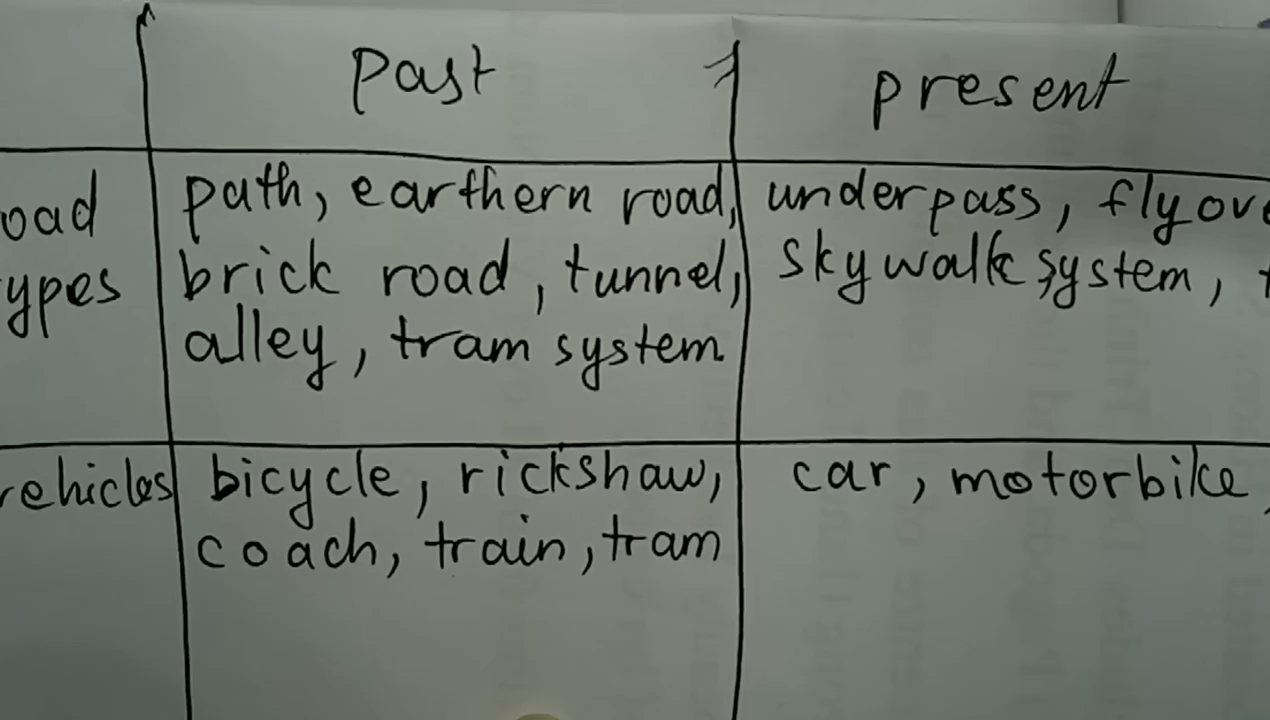 past present
oad path, earthern road, underpass, flyov
ypes brick road, tunnel, skywalk system,
alley, tram system
vehicles bicycle, rickshaw, car, motorbike,
coach, train, tram